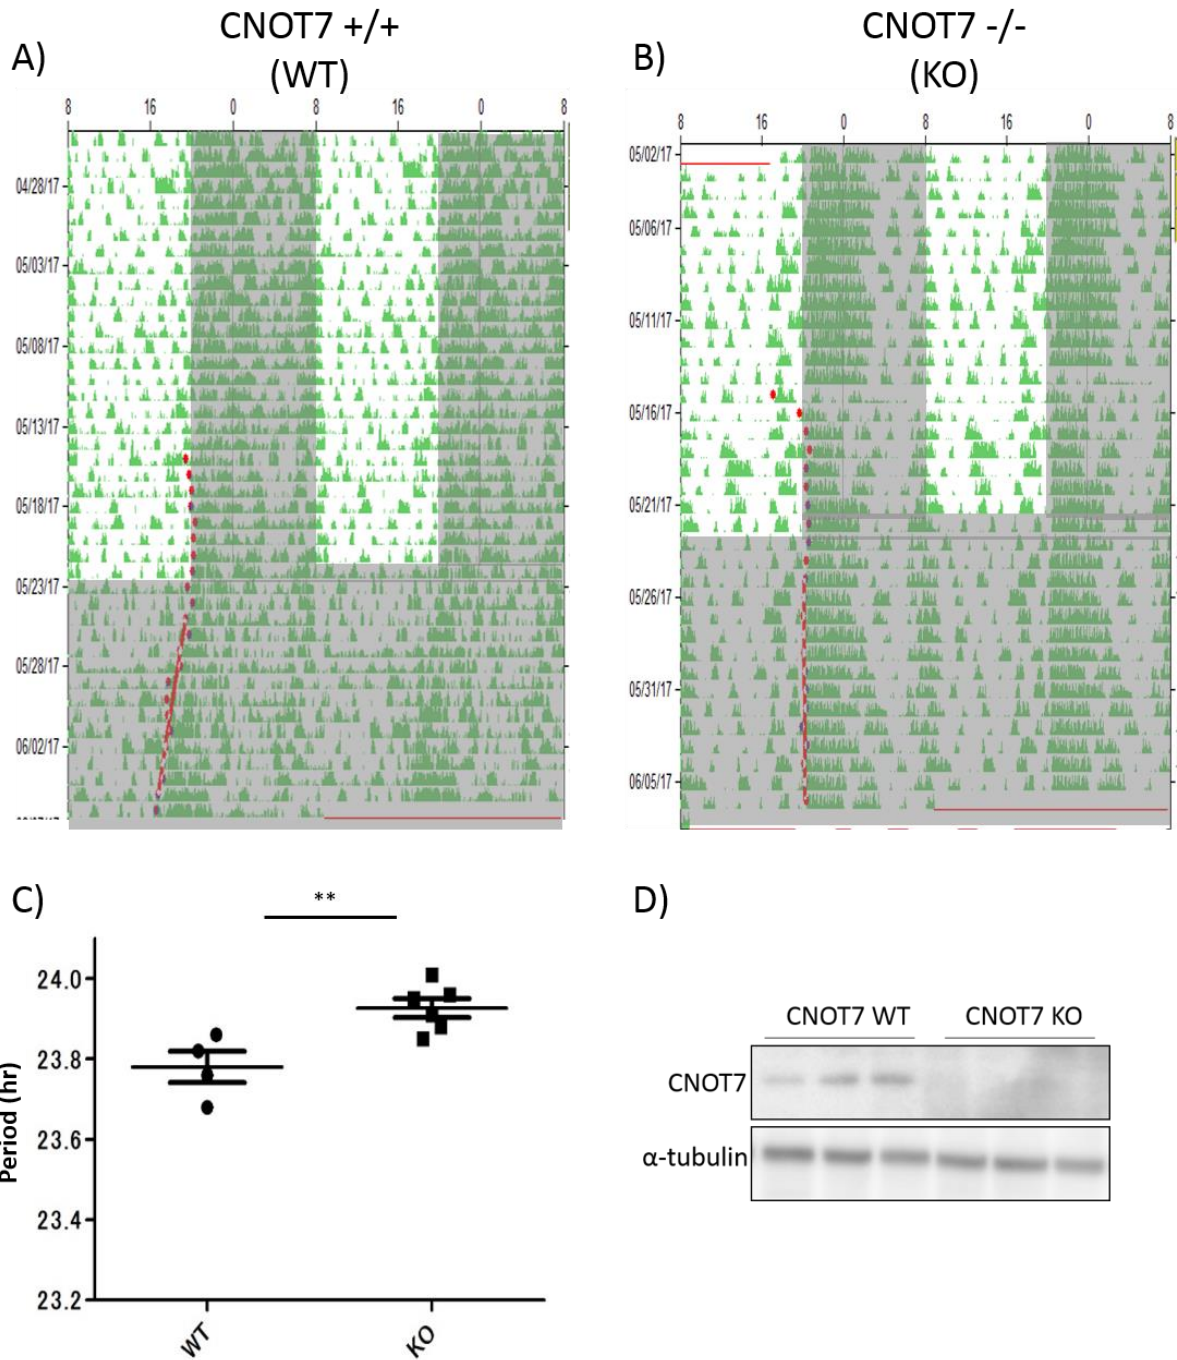 A)
CNOT7 +/+
(WT)
8 16 0 8 16 0 8
04/28/17
05/03/17
05/08/17
05/13/17
05/18/17
05/23/17
05/28/17
06/02/17
B)
CNOT7 -/-
(KO)
8 16 0 8 16 0 8
05/02/17
05/06/17
05/11/17
05/16/17
05/21/17
05/26/17
05/31/17
06/05/17
C)
**
24.0
23.8
23.6
23.4
23.2
Period (hr)
WT
KO
D)
CNOT7 WT CNOT7 KO
CNOT7
α-tubulin